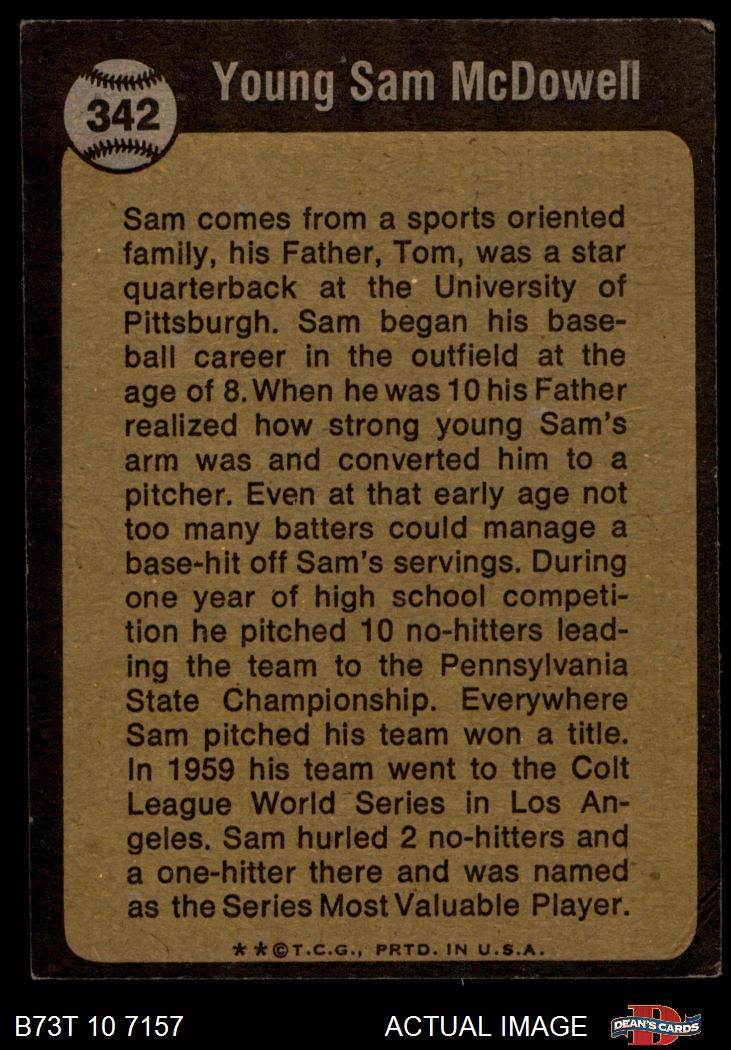 342
Young Sam McDowell
Sam comes from a sports oriented
family, his Father, Tom, was a star
quarterback at the University of
Pittsburgh. Sam began his base-
ball career in the outfield at the
age of 8. When he was 10 his Father
realized how strong young Sam's
arm was and converted him to a
pitcher. Even at that early age not
too many batters could manage a
base-hit off Sam's servings. During
one year of high school competi-
tion he pitched 10 no-hitters lead-
ing the team to the Pennsylvania
State Championship. Everywhere
Sam pitched his team won a title.
In 1959 his team went to the Colt
League World Series in Los An-
geles. Sam hurled 2 no-hitters and
a one-hitter there and was named
as the Series Most Valuable Player.
**©T.C.G., PRTD. IN U.S.A.
B73T 10 7157
ACTUAL IMAGE
D
DEAN'S CARDS